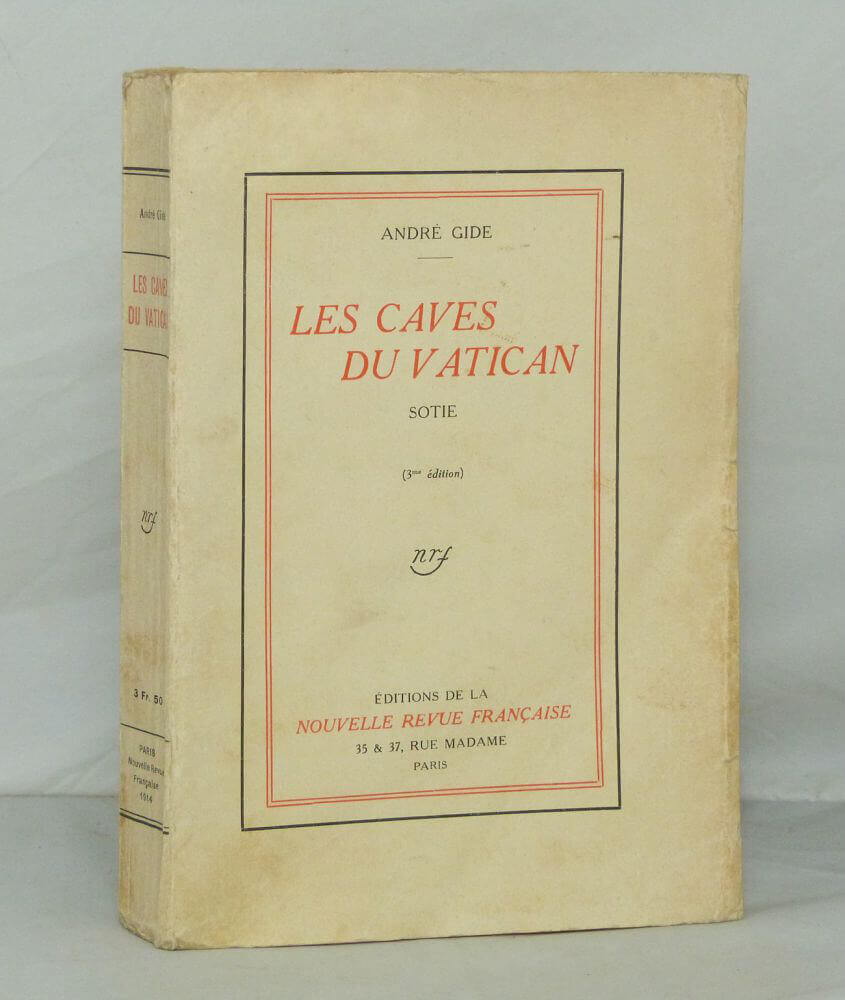 André Gide
LES CAVES
DU VATICAN
nrf
3 Fr. 50
PARIS
Nouvelle Revue
Française
1914
ANDRÉ GIDE
LES CAVES
DU VATICAN
SOTIE
(3me édition)
nrf
ÉDITIONS DE LA
NOUVELLE REVUE FRANÇAISE
35 & 37, RUE MADAME
PARIS